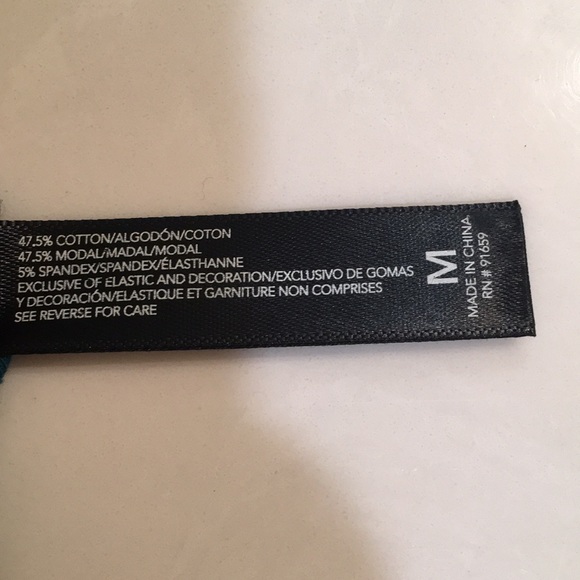 47.5% COTTON/ALGODÓN/COTON
47.5% MODAL/MADAL/MODAL
5% SPANDEX/SPANDEX/ÉLASTHANNE
EXCLUSIVE OF ELASTIC AND DECORATION/EXCLUSIVO DE GOMAS
Y DECORACIÓN/ELASTIQUE ET GARNITURE NON COMPRISES
SEE REVERSE FOR CARE
M
MADE IN CHINA
RN # 91659